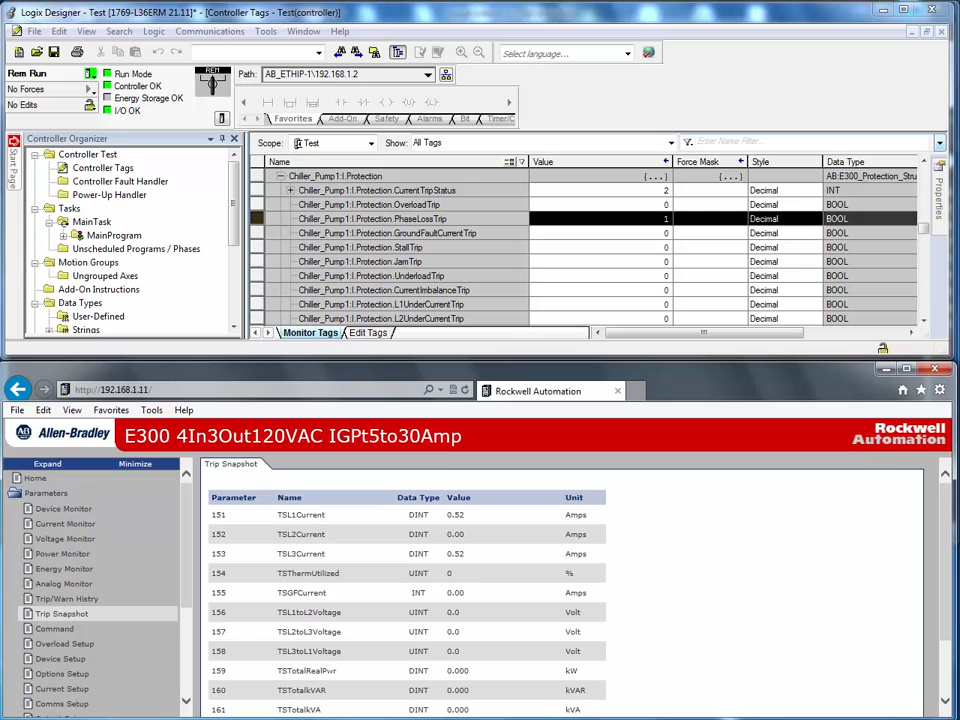 Logix Designer - Test [1769-L36ERM 21.11]* - [Controller Tags - Test(controller)]
File Edit View Search Logic Communications Tools Window Help
Select language...
Rem Run
Run Mode
No Forces
Controller OK
Energy Storage OK
No Edits
I/O OK
REM
Path: AB_ETHIP-1\192.168.1.2
Favorites Add-On Safety Alarms Bit Timer/C
Start Page
Controller Organizer
Controller Test
Controller Tags
Controller Fault Handler
Power-Up Handler
Tasks
MainTask
MainProgram
Unscheduled Programs / Phases
Motion Groups
Ungrouped Axes
Add-On Instructions
Data Types
User-Defined
Strings
Scope: Test Show: All Tags Enter Name Filter...
Name Value Force Mask Style Data Type
Chiller_Pump1:I.Protection {...} {...} AB:E300_Protection_Stru
Chiller_Pump1:I.Protection.CurrentTripStatus 2 Decimal INT
Chiller_Pump1:I.Protection.OverloadTrip 0 Decimal BOOL
Chiller_Pump1:I.Protection.PhaseLossTrip 1 Decimal BOOL
Chiller_Pump1:I.Protection.GroundFaultCurrentTrip 0 Decimal BOOL
Chiller_Pump1:I.Protection.StallTrip 0 Decimal BOOL
Chiller_Pump1:I.Protection.JamTrip 0 Decimal BOOL
Chiller_Pump1:I.Protection.UnderloadTrip 0 Decimal BOOL
Chiller_Pump1:I.Protection.CurrentImbalanceTrip 0 Decimal BOOL
Chiller_Pump1:I.Protection.L1UnderCurrentTrip 0 Decimal BOOL
Chiller_Pump1:I.Protection.L2UnderCurrentTrip 0 Decimal BOOL
Monitor Tags Edit Tags
Properties
http://192.168.1.11/
Rockwell Automation
File Edit View Favorites Tools Help
AB Allen-Bradley E300 4In3Out120VAC IGPt5to30Amp
Rockwell
Automation
Expand Minimize
Home
Parameters
Device Monitor
Current Monitor
Voltage Monitor
Power Monitor
Energy Monitor
Analog Monitor
Trip/Warn Histry
Trip Snapshot
Command
Overload Setup
Device Setup
Options Setup
Current Setup
Comms Setup
Trip Snapshot
Parameter Name Data Type Value Unit
151 TSL1Current DINT 0.52 Amps
152 TSL2Current DINT 0.00 Amps
153 TSL3Current DINT 0.52 Amps
154 TSThermUtilized UINT 0 %
155 TSGFCurrent INT 0.00 Amps
156 TSL1toL2Voltage UINT 0.0 Volt
157 TSL2toL3Voltage UINT 0.0 Volt
158 TSL3toL1Voltage UINT 0.0 Volt
159 TSTotalRealPwr DINT 0.000 kW
160 TSTotalkVAR DINT 0.000 kVAR
161 TSTotalkVA DINT 0.000 kVA